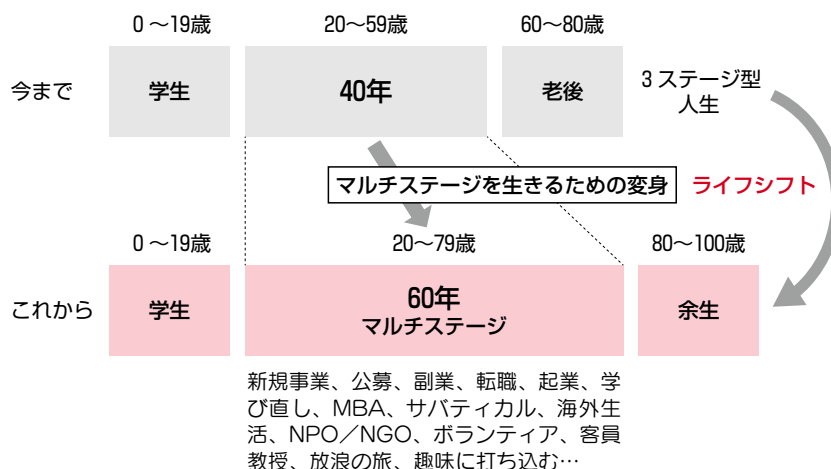 0～19歳 20～59歳 60～80歳
今まで 学生 40年 老後 3ステージ型
人生
マルチステージを生きるための変身 ライフシフト
0～19歳 20～79歳 80～100歳
これから 学生 60年 余生
マルチステージ
新規事業、公募、副業、転職、起業、学
び直し、MBA、サバティカル、海外生
活、NPO／NGO、ボランティア、客員
教授、放浪の旅、趣味に打ち込む…